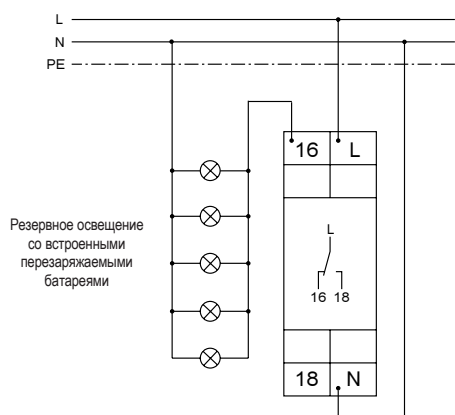 L
N
PE
16 L
Резервное освещение
со встроенными
перезаряжаемыми
батареями
L
16 18
18 N